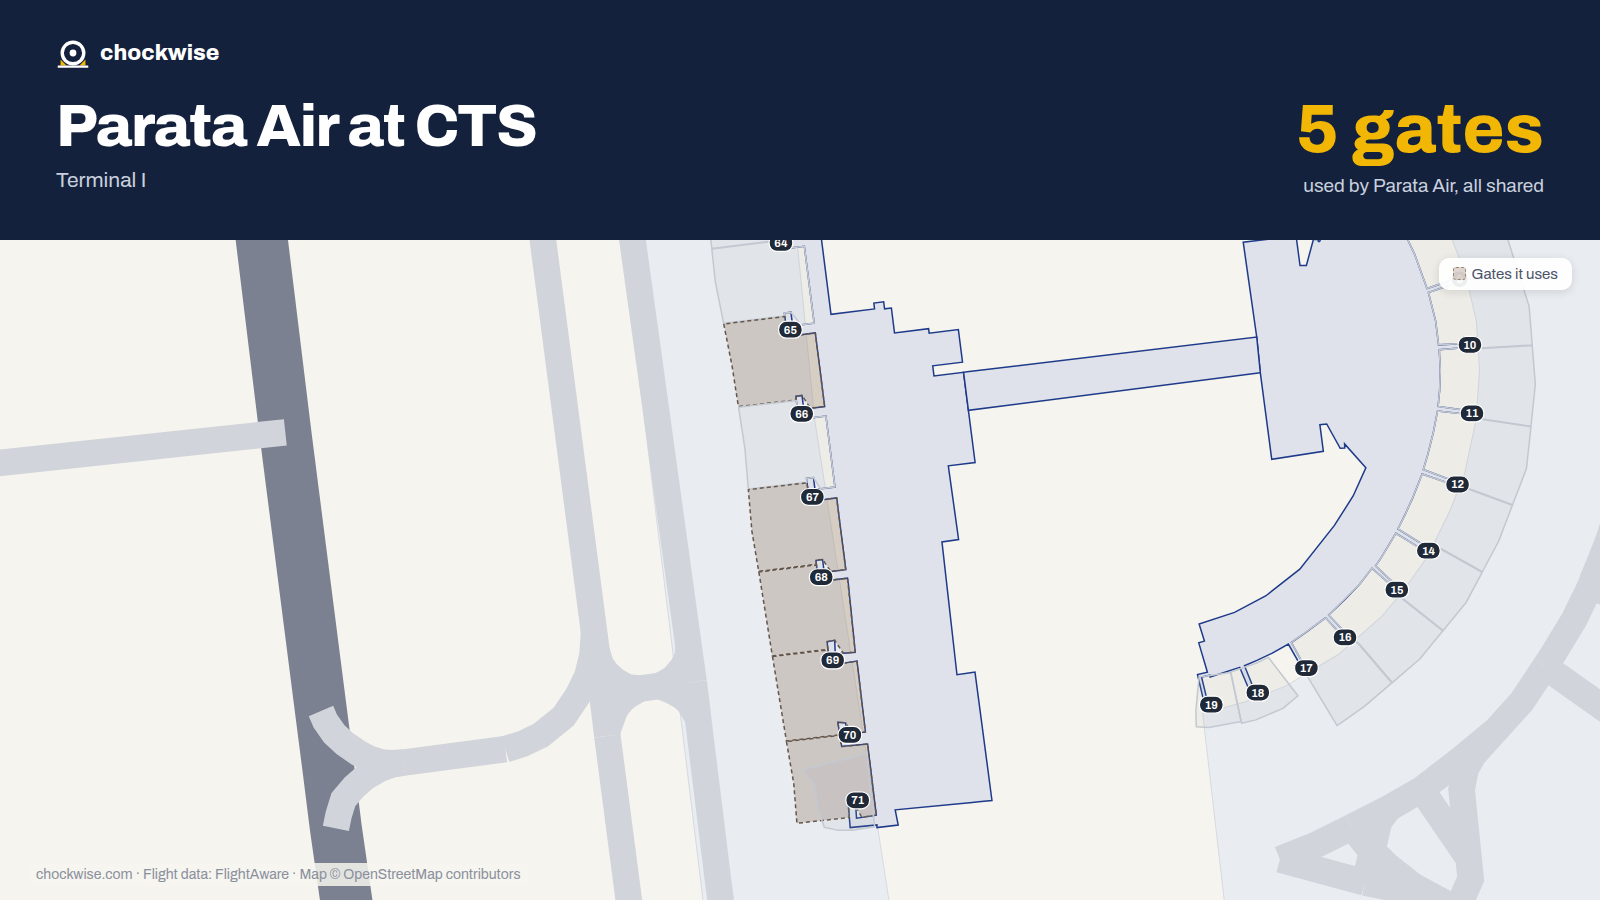 chockwise
Parata Air at CTS
Terminal I
5 gates
used by Parata Air, all shared
Gates it uses
64
65
66
67
68
69
70
71
10
11
12
14
15
16
17
18
19
chockwise.com · Flight data: FlightAware · Map © OpenStreetMap contributors